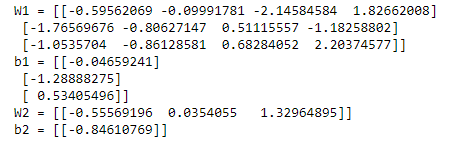 W1 = [[-0.59562069 -0.09991781 -2.14584584 1.82662008]
[-1.76569676 -0.80627147 0.51115557 -1.18258802]
[-1.0535704 -0.86128581 0.68284052 2.20374577]]
b1 = [[-0.04659241]
[-1.28888275]
[ 0.53405496]]
W2 = [[-0.55569196 0.0354055 1.32964895]]
b2 = [[-0.84610769]]